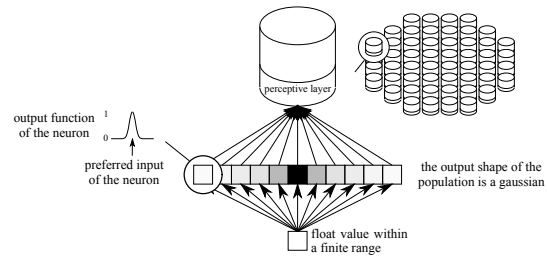 perceptive layer
output function
of the neuron
1
0
preferred input
of the neuron
the output shape of the
population is a gaussian
float value within
a finite range